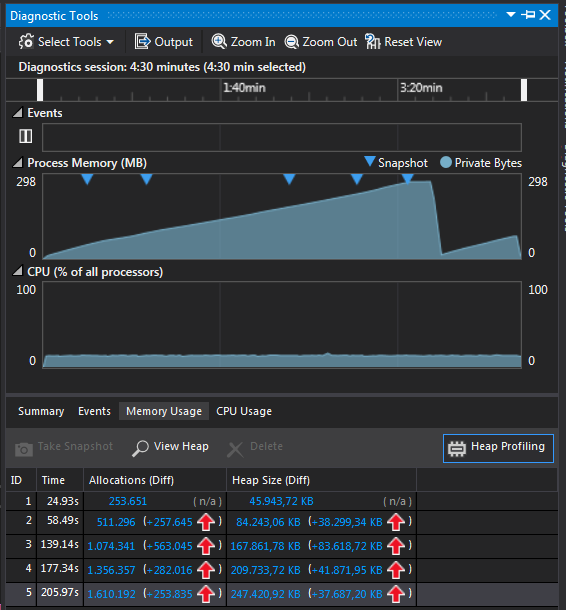 Diagnostic Tools
Select Tools Output Zoom In Zoom Out Reset View
Diagnostics session: 4:30 minutes (4:30 min selected)
1:40min 3:20min
Events
Process Memory (MB) Snapshot Private Bytes
298 298
0 0
CPU (% of all processors)
100 100
0 0
Summary Events Memory Usage CPU Usage
Take Snapshot View Heap Delete Heap Profiling
ID Time Allocations (Diff) Heap Size (Diff)
1 24.93s 253.651 (n/a) 45.943,72 KB (n/a)
2 58.49s 511.296 (+257.645 ) 84.243,06 KB (+38.299,34 KB )
3 139.14s 1.074.341 (+563.045 ) 167.861,78 KB (+83.618,72 KB )
4 177.34s 1.356.357 (+282.016 ) 209.733,72 KB (+41.871,95 KB )
5 205.97s 1.610.192 (+253.835 ) 247.420,92 KB (+37.687,20 KB )